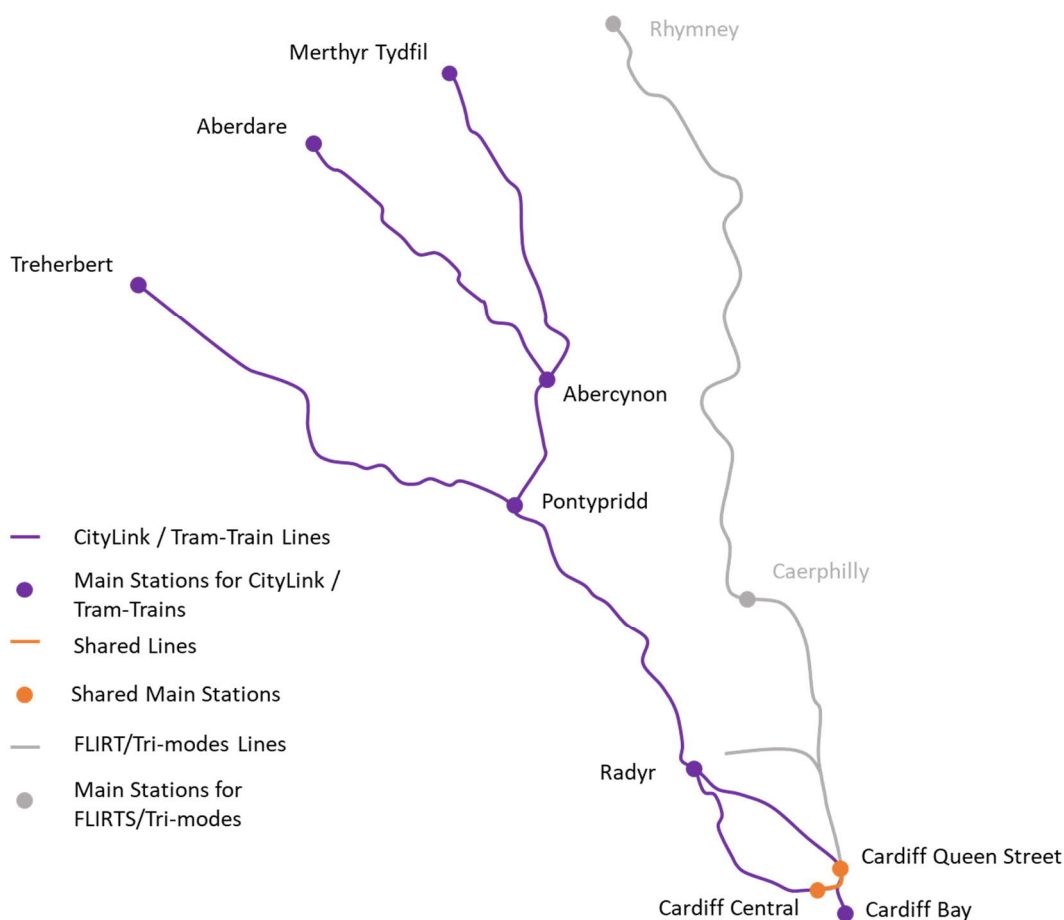 Rhymney
Merthyr Tydfil
Aberdare
Treherbert
Abercynon
Pontypridd
CityLink / Tram-Train Lines
Main Stations for CityLink /
Tram-Trains
Shared Lines
Shared Main Stations
FLIRT/Tri-modes Lines
Main Stations for
FLIRTS/Tri-modes
Caerphilly
Radyr
Cardiff Queen Street
Cardiff Central
Cardiff Bay